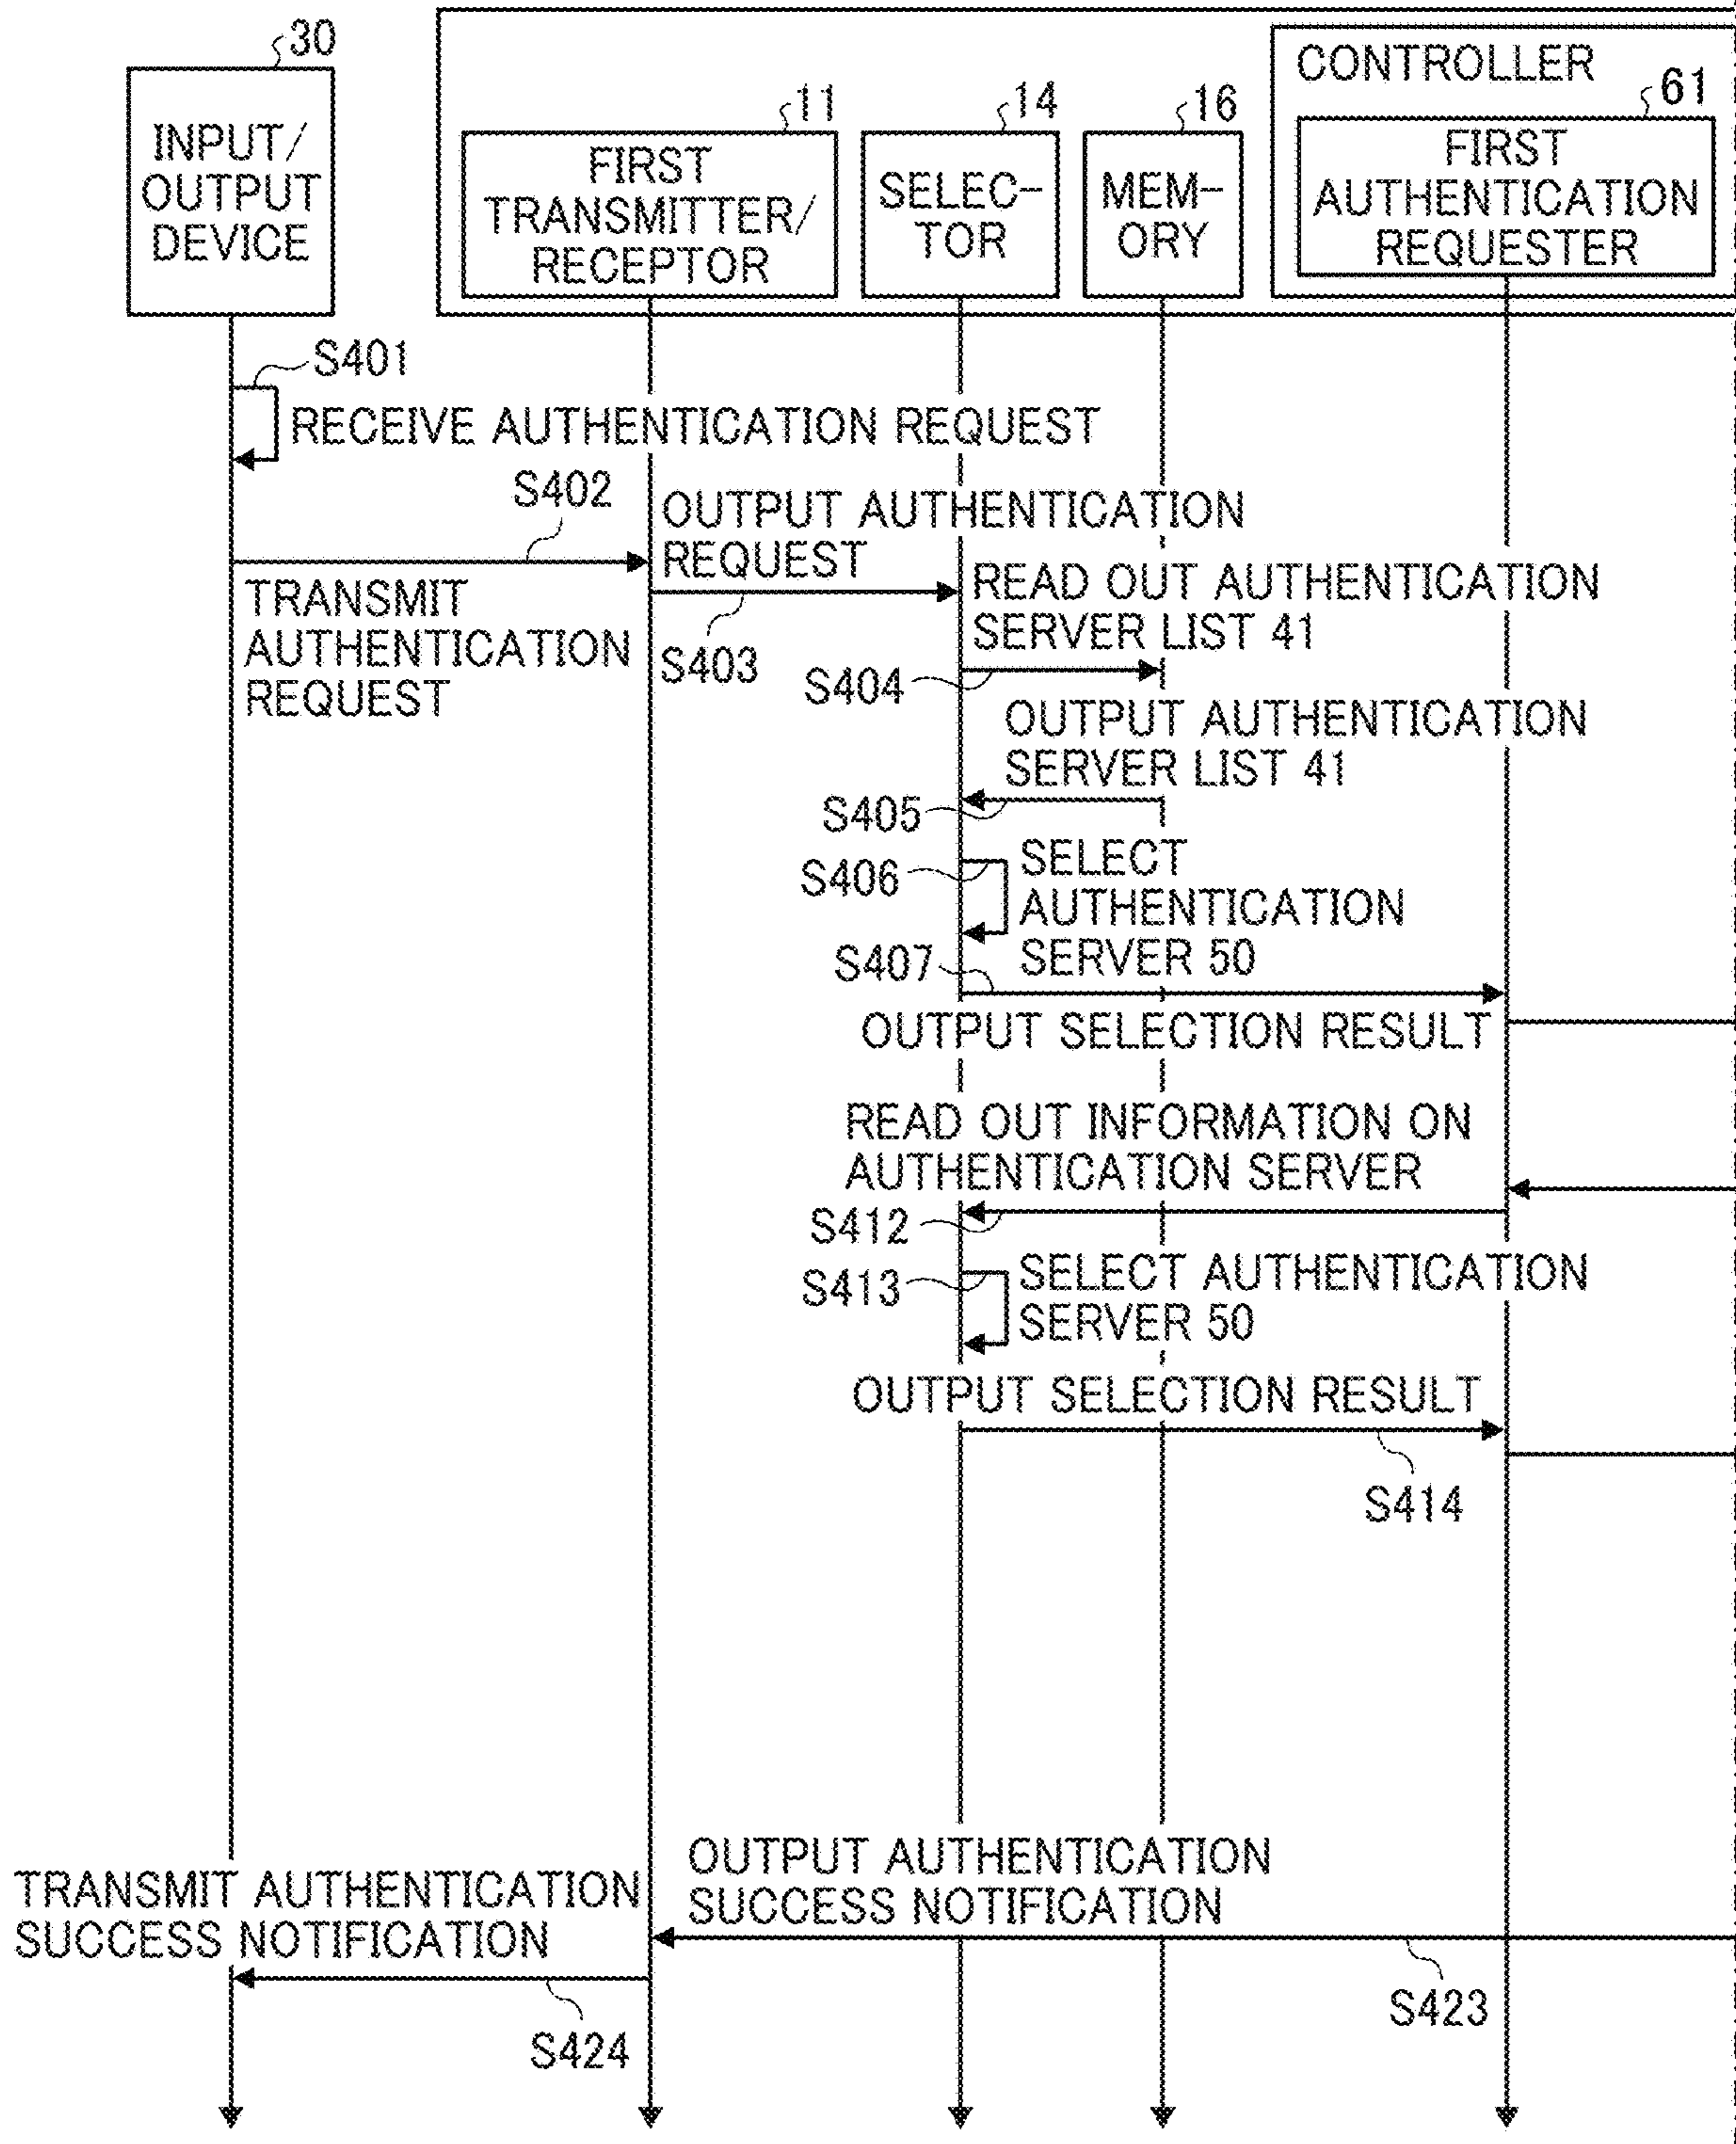 30
INPUT/
OUTPUT
DEVICE
11
FIRST
TRANSMITTER/
RECEPTOR
14
SELEC-
TOR
16
MEM-
ORY
CONTROLLER
61
FIRST
AUTHENTICATION
REQUESTER
S401
RECEIVE AUTHENTICATION REQUEST
S402
TRANSMIT
AUTHENTICATION
REQUEST
OUTPUT AUTHENTICATION
REQUEST
S403
READ OUT AUTHENTICATION
SERVER LIST 41
S404
OUTPUT AUTHENTICATION
SERVER LIST 41
S405
S406
SELECT
AUTHENTICATION
SERVER 50
S407
OUTPUT SELECTION RESULT
READ OUT INFORMATION ON
AUTHENTICATION SERVER
S412
S413
SELECT AUTHENTICATION
SERVER 50
OUTPUT SELECTION RESULT
S414
OUTPUT AUTHENTICATION
SUCCESS NOTIFICATION
S423
TRANSMIT AUTHENTICATION
SUCCESS NOTIFICATION
S424